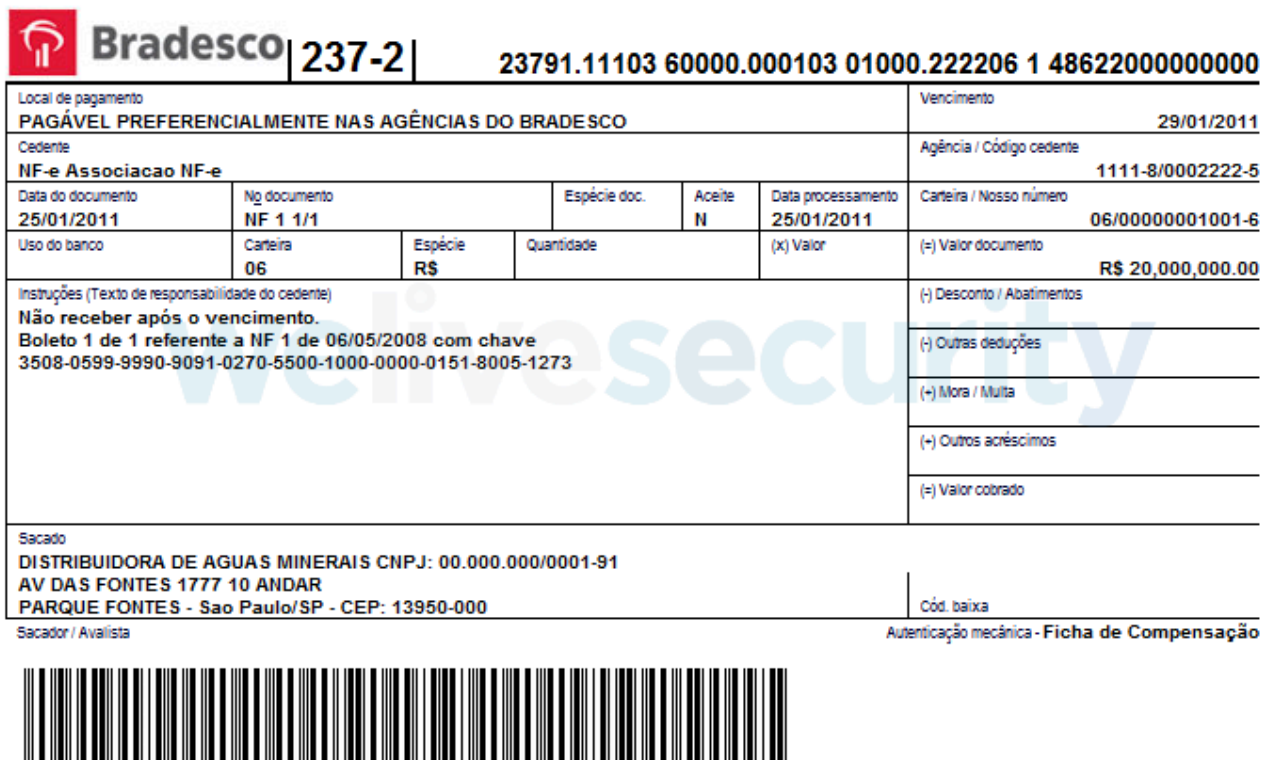 Bradesco 237-2 23791.11103 60000.000103 01000.222206 1 48622000000000
Local de pagamento
PAGÁVEL PREFERENCIALMENTE NAS AGÊNCIAS DO BRADESCO
Vencimento
29/01/2011
Cedente
NF-e Associacao NF-e
Agência / Código cedente
1111-8/0002222-5
Data do documento
25/01/2011
No documento
NF 1 1/1
Espécie doc.
Aceite
N
Data processamento
25/01/2011
Carteira / Nosso número
06/00000001001-6
Uso do banco
Carteira
06
Espécie
R$
Quantidade
(x) Valor
(=) Valor documento
R$ 20,000,000.00
Instruções (Texto de responsabilidade do cedente)
Não receber após o vencimento.
Boleto 1 de 1 referente a NF 1 de 06/05/2008 com chave
3508-0599-9990-9091-0270-5500-1000-0000-0151-8005-1273
(-) Desconto / Abatimentos
(-) Outras deduções
(+) Mora / Multa
(+) Outros acréscimos
(=) Valor cobrado
welivesecurity
Sacado
DISTRIBUIDORA DE AGUAS MINERAIS CNPJ: 00.000.000/0001-91
AV DAS FONTES 1777 10 ANDAR
PARQUE FONTES - Sao Paulo/SP - CEP: 13950-000
Cód. baixa
Sacador / Avalista
Autenticação mecânica - Ficha de Compensação